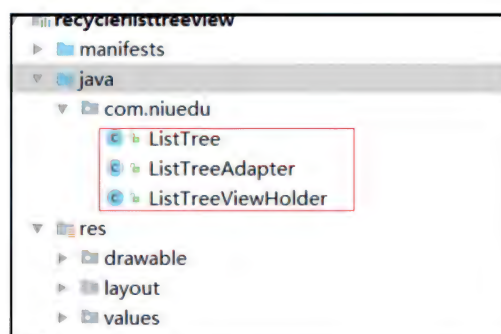 recyclerlisttreeview
manifests
java
com.niuedu
ListTree
ListTreeAdapter
ListTreeViewHolder
res
drawable
layout
values